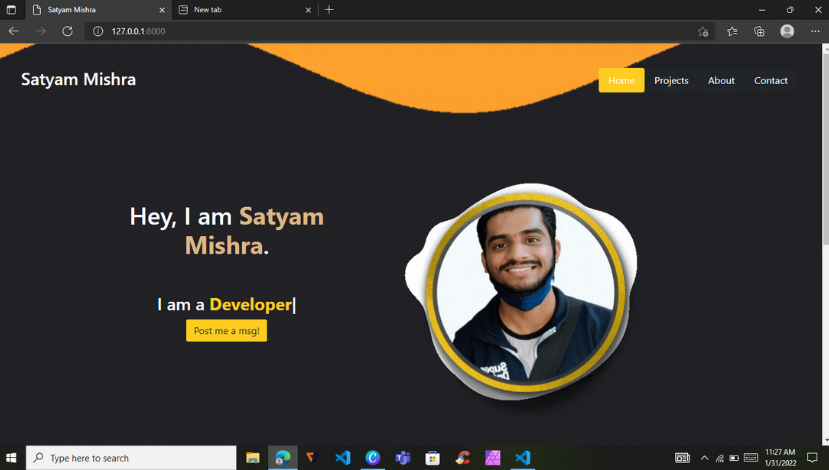 Satyam Mishra
New tab
127.0.0.1:8000
Satyam Mishra
Home
Projects
About
Contact
Hey, I am Satyam
Mishra.
I am a Developer|
Post me a msg!
Type here to search
11:27 AM
1/31/2022